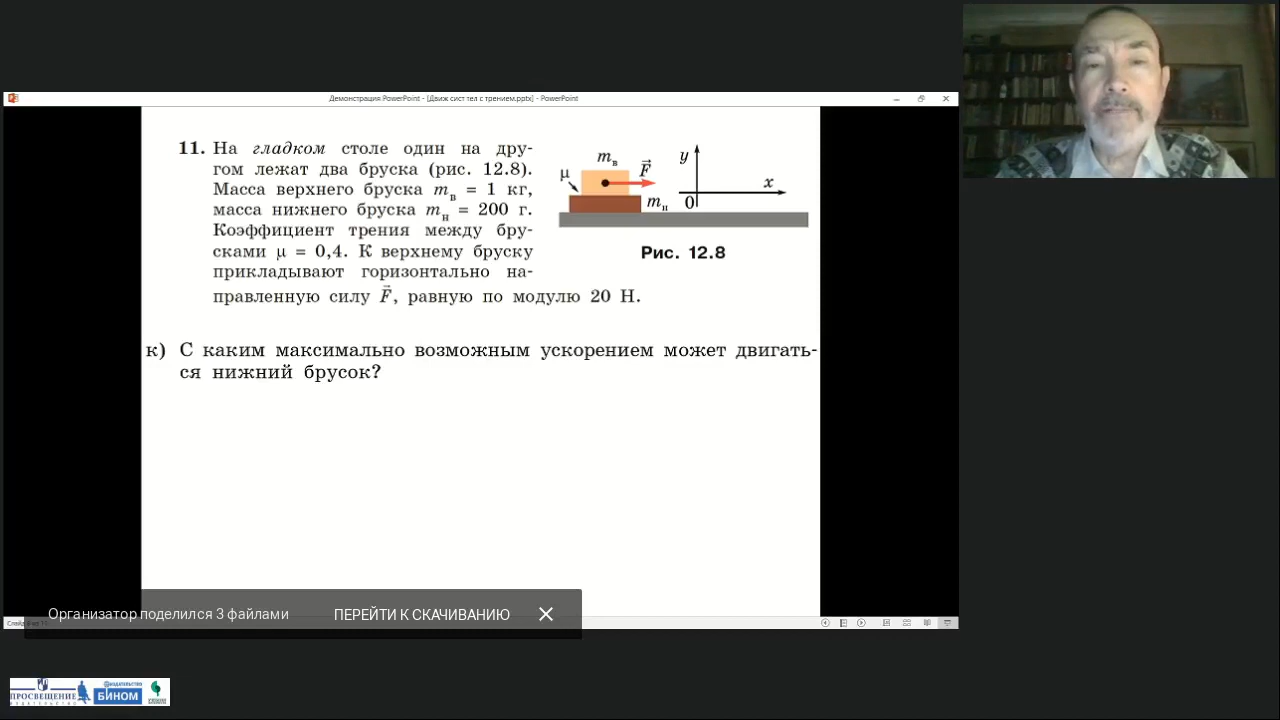 Демонстрация PowerPoint - [Движ сист тел с трением.pptx] - PowerPoint
11. На гладком столе один на дру-
гом лежат два бруска (рис. 12.8).
Масса верхнего бруска mв = 1 кг,
масса нижнего бруска mн = 200 г.
Коэффициент трения между бру-
сками μ = 0,4. К верхнему бруску
прикладывают горизонтально на-
правленную силу F⃗, равную по модулю 20 Н.
mв
μ
F⃗
mн
y
x
0
Рис. 12.8
к) С каким максимально возможным ускорением может двигать-
ся нижний брусок?
Организатор поделился 3 файлами
ПЕРЕЙТИ К СКАЧИВАНИЮ
ПРОСВЕЩЕНИЕ
ИЗДАТЕЛЬСТВО
БИНОМ